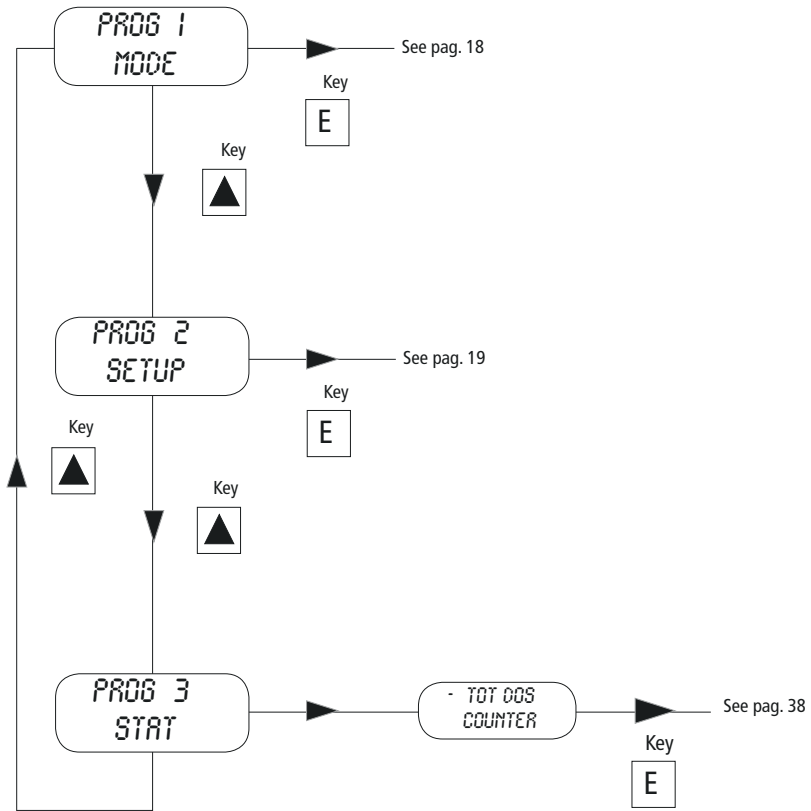 PROG 1
MODE
See pag. 18
Key
E
Key
PROG 2
SETUP
See pag. 19
Key
E
Key
Key
PROG 3
STAT
- TOT DOS
COUNTER
See pag. 38
Key
E